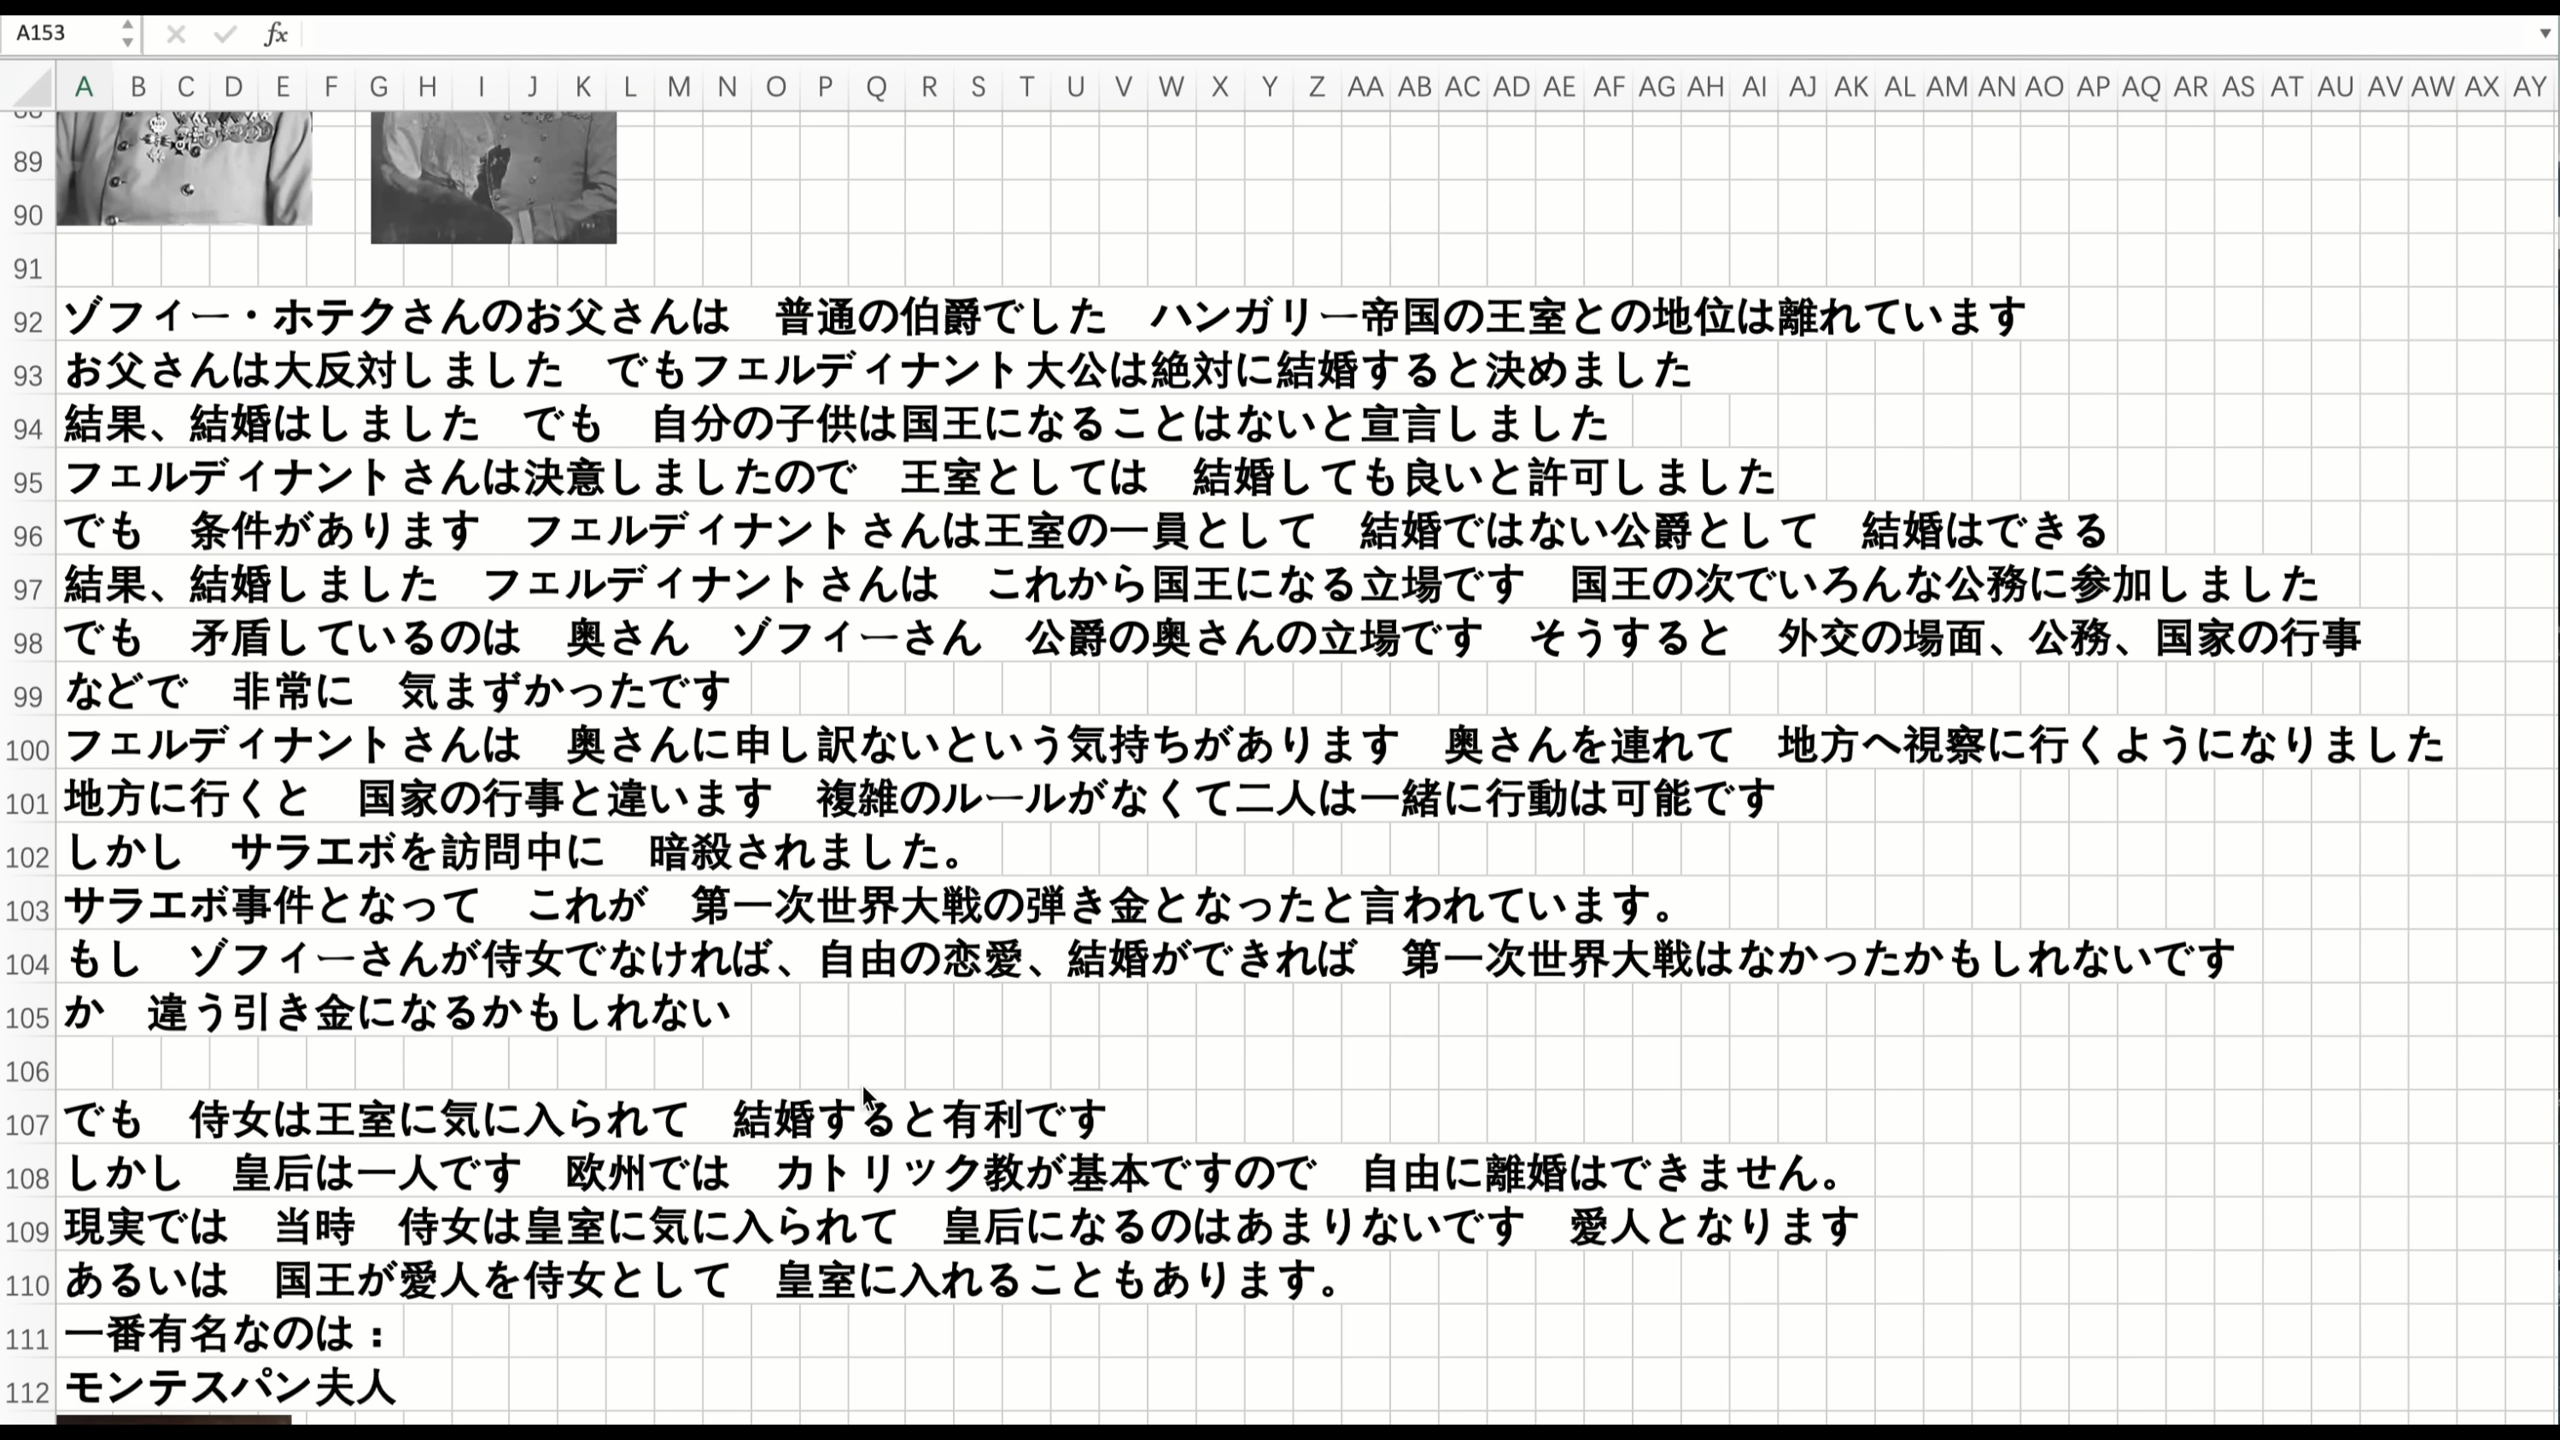 A153
fx
A B C D E F G H I J K L M N O P Q R S T U V W X Y Z AA AB AC AD AE AF AG AH AI AJ AK AL AM AN AO AP AQ AR AS AT AU AV AW AX AY
89
90
91
92 ゾフィー・ホテクさんのお父さんは　普通の伯爵でした　ハンガリー帝国の王室との地位は離れています
93 お父さんは大反対しました　でもフェルディナント大公は絶対に結婚すると決めました
94 結果、結婚はしました　でも　自分の子供は国王になることはないと宣言しました
95 フェルディナントさんは決意しましたので　王室としては　結婚しても良いと許可しました
96 でも　条件があります　フェルディナントさんは王室の一員として　結婚ではない公爵として　結婚はできる
97 結果、結婚しました　フェルディナントさんは　これから国王になる立場です　国王の次でいろんな公務に参加しました
98 でも　矛盾しているのは　奥さん　ゾフィーさん　公爵の奥さんの立場です　そうすると　外交の場面、公務、国家の行事
99 などで　非常に　気まずかったです
100 フェルディナントさんは　奥さんに申し訳ないという気持ちがあります　奥さんを連れて　地方へ視察に行くようになりました
101 地方に行くと　国家の行事と違います　複雑のルールがなくて二人は一緒に行動は可能です
102 しかし　サラエボを訪問中に　暗殺されました。
103 サラエボ事件となって　これが　第一次世界大戦の弾き金となったと言われています。
104 もし　ゾフィーさんが侍女でなければ、自由の恋愛、結婚ができれば　第一次世界大戦はなかったかもしれないです
105 か　違う引き金になるかもしれない
106
107 でも　侍女は王室に気に入られて　結婚すると有利です
108 しかし　皇后は一人です　欧州では　カトリック教が基本ですので　自由に離婚はできません。
109 現実では　当時　侍女は皇室に気に入られて　皇后になるのはあまりないです　愛人となります
110 あるいは　国王が愛人を侍女として　皇室に入れることもあります。
111 一番有名なのは：
112 モンテスパン夫人